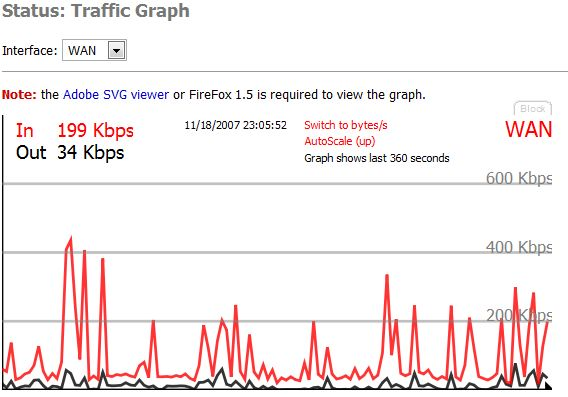 Status: Traffic Graph
Interface: WAN
Note: the Adobe SVG viewer or FireFox 1.5 is required to view the graph.
Block
In 199 Kbps
Out 34 Kbps
11/18/2007 23:05:52
Switch to bytes/s
AutoScale (up)
Graph shows last 360 seconds
WAN
600 Kbps
400 Kbps
200 Kbps